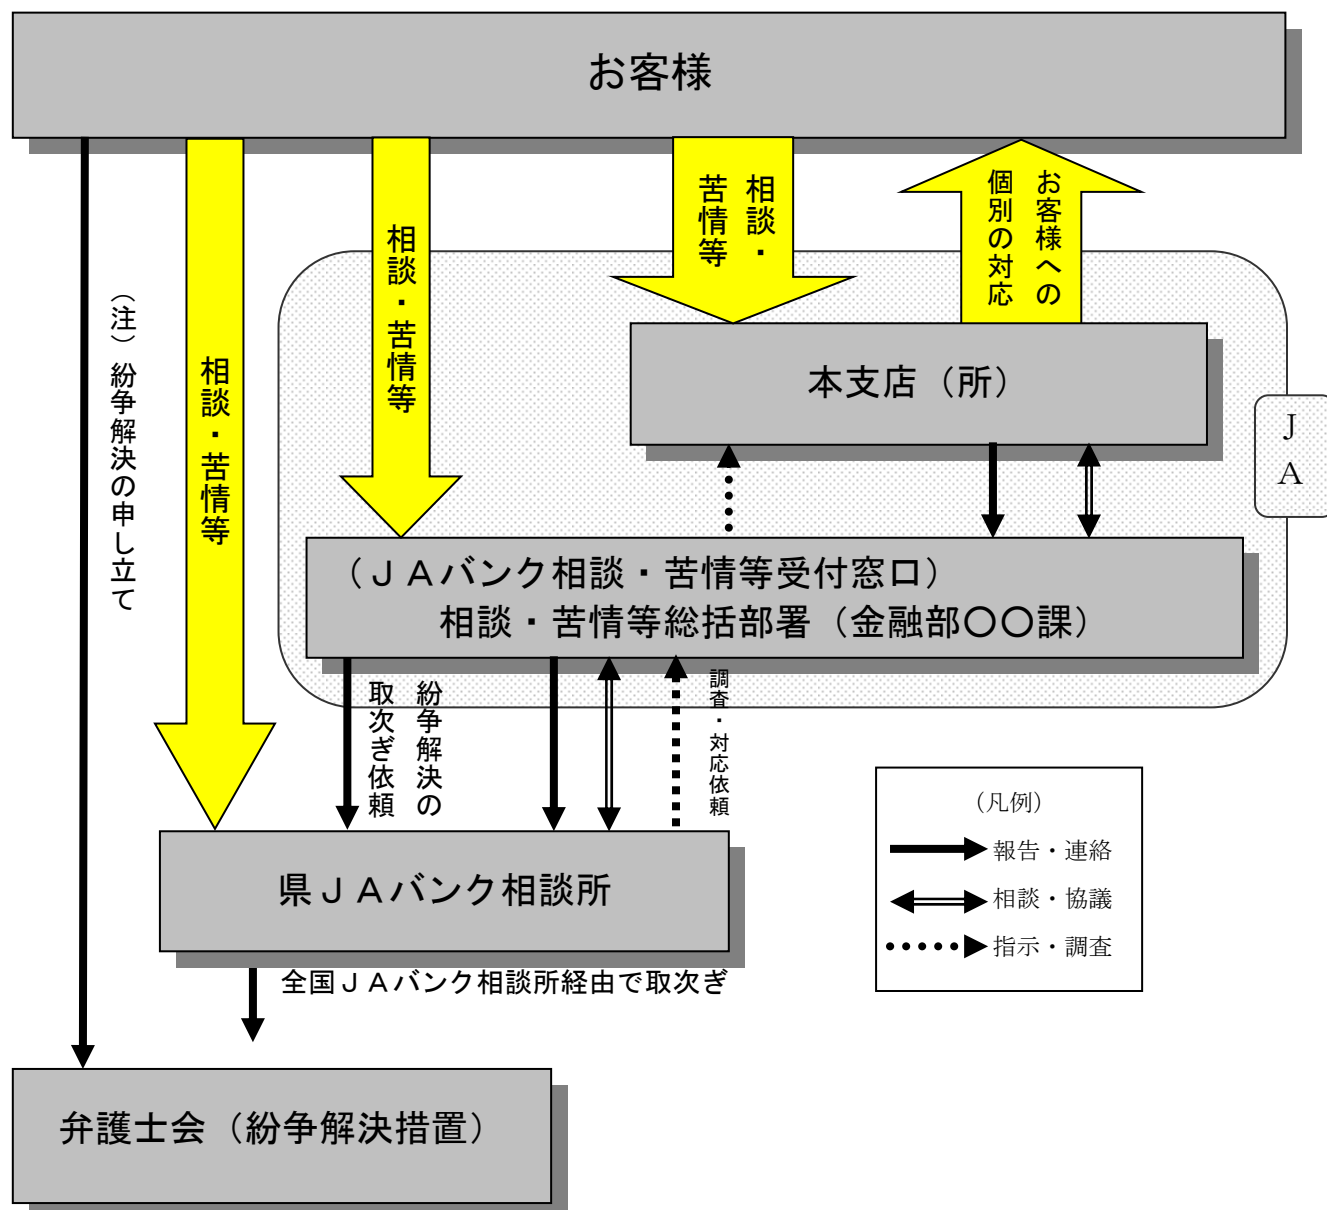 お客様
(注)紛争解決の申し立て
相談・苦情等
相談・苦情等
相談・
苦情等
お客様への
個別の対応
本支店(所)
J
A
(JAバンク相談・苦情等受付窓口)
相談・苦情等総括部署(金融部〇〇課)
紛争解決の
取次ぎ依頼
調査・対応依頼
県JAバンク相談所
全国JAバンク相談所経由で取次ぎ
弁護士会(紛争解決措置)
(凡例)
報告・連絡
相談・協議
指示・調査